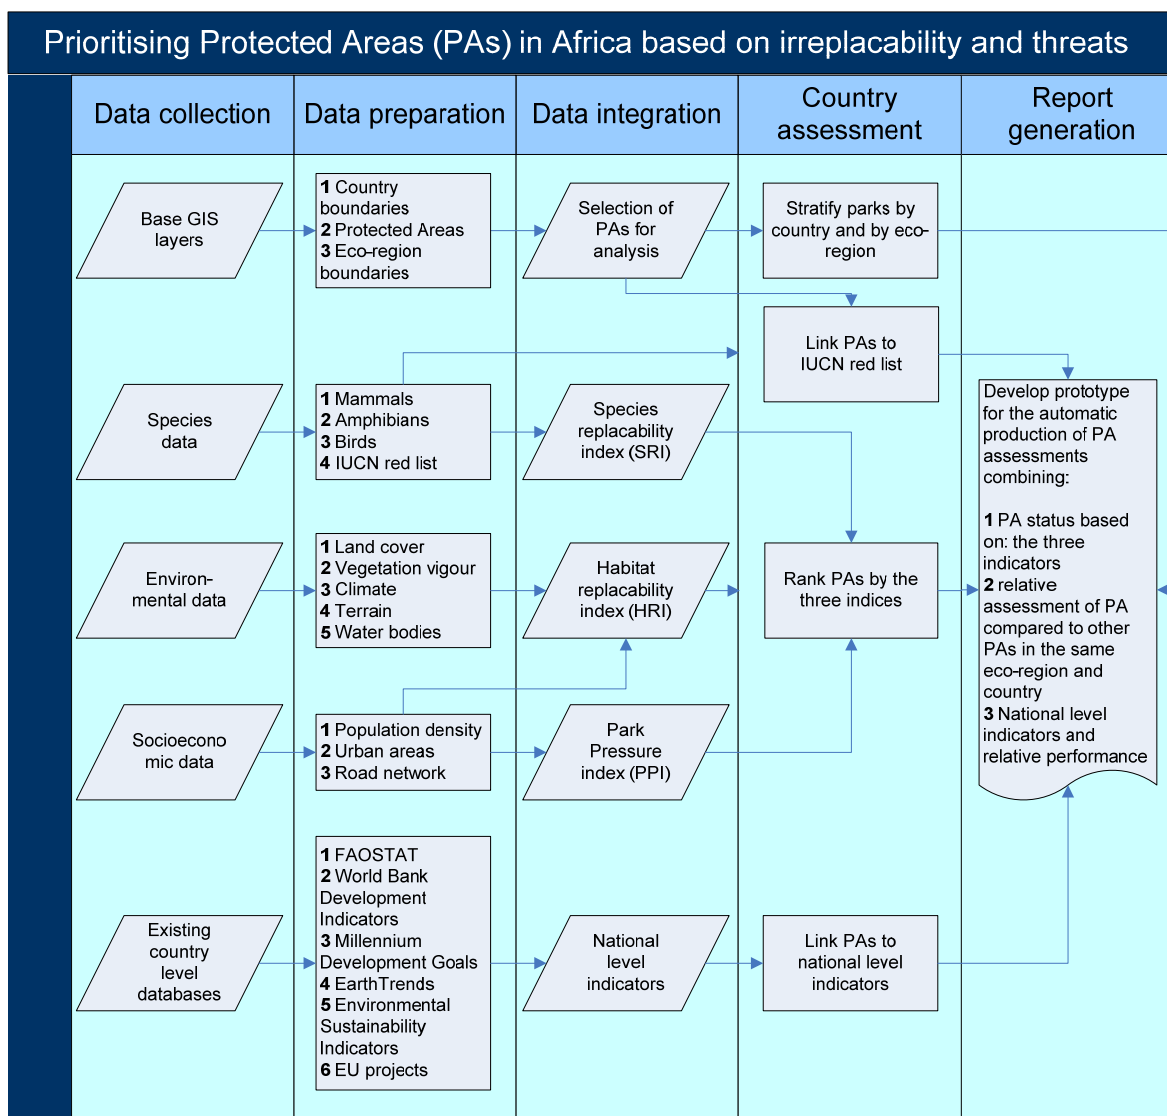 Prioritising Protected Areas (PAs) in Africa based on irreplacability and threats
Data collection
Data preparation
Data integration
Country
assessment
Report
generation
Base GIS
layers
1 Country
boundaries
2 Protected Areas
3 Eco-region
boundaries
Selection of
PAs for
analysis
Stratify parks by
country and by eco-
region
Link PAs to
IUCN red list
Species
data
1 Mammals
2 Amphibians
3 Birds
4 IUCN red list
Species
replacability
index (SRI)
Environ-
mental data
1 Land cover
2 Vegetation vigour
3 Climate
4 Terrain
5 Water bodies
Habitat
replacability
index (HRI)
Rank PAs by the
three indices
Develop prototype
for the automatic
production of PA
assessments
combining:
1 PA status based
on: the three
indicators
2 relative
assessment of PA
compared to other
PAs in the same
eco-region and
country
3 National level
indicators and
relative performance
Socioecono
mic data
1 Population density
2 Urban areas
3 Road network
Park
Pressure
index (PPI)
Existing
country
level
databases
1 FAOSTAT
2 World Bank
Development
Indicators
3 Millennium
Development Goals
4 EarthTrends
5 Environmental
Sustainability
Indicators
6 EU projects
National
level
indicators
Link PAs to
national level
indicators